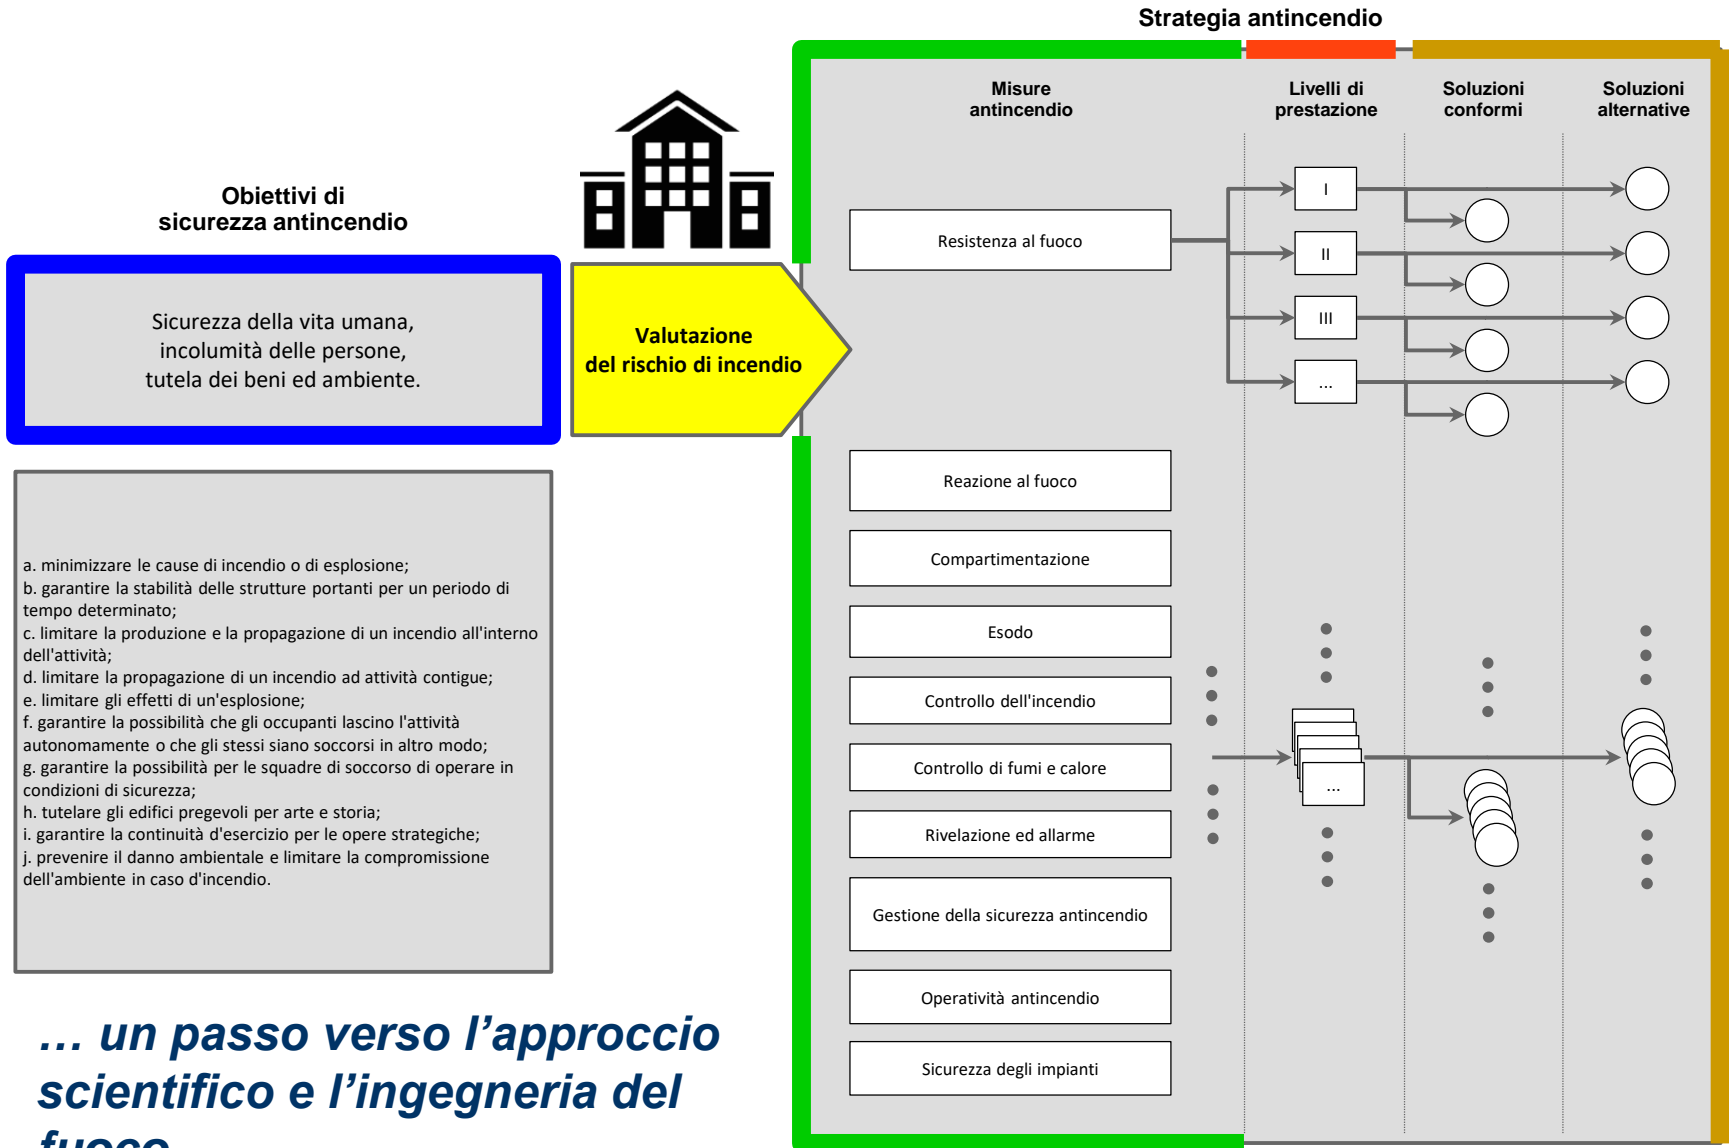 Strategia antincendio
Obiettivi di
sicurezza antincendio
Sicurezza della vita umana,
incolumità delle persone,
tutela dei beni ed ambiente.
Valutazione
del rischio di incendio
a. minimizzare le cause di incendio o di esplosione;
b. garantire la stabilità delle strutture portanti per un periodo di
tempo determinato;
c. limitare la produzione e la propagazione di un incendio all'interno
dell'attività;
d. limitare la propagazione di un incendio ad attività contigue;
e. limitare gli effetti di un'esplosione;
f. garantire la possibilità che gli occupanti lascino l'attività
autonomamente o che gli stessi siano soccorsi in altro modo;
g. garantire la possibilità per le squadre di soccorso di operare in
condizioni di sicurezza;
h. tutelare gli edifici pregevoli per arte e storia;
i. garantire la continuità d'esercizio per le opere strategiche;
j. prevenire il danno ambientale e limitare la compromissione
dell'ambiente in caso d'incendio.
... un passo verso l’approccio
scientifico e l’ingegneria del
fuoco
Misure
antincendio
Livelli di
prestazione
Soluzioni
conformi
Soluzioni
alternative
Resistenza al fuoco
I
II
III
...
Reazione al fuoco
Compartimentazione
Esodo
Controllo dell'incendio
Controllo di fumi e calore
...
Rivelazione ed allarme
Gestione della sicurezza antincendio
Operatività antincendio
Sicurezza degli impianti